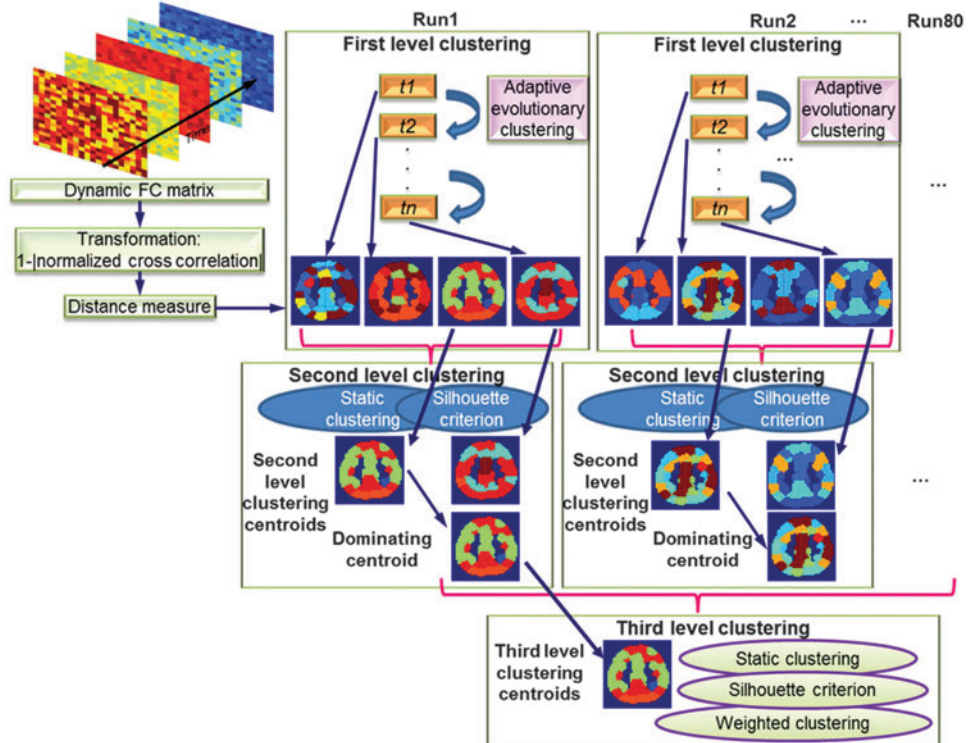 Run1
Run2
...
Run80
First level clustering
First level clustering
t1
Adaptive
evolutionary
clustering
t2
tn
t1
Adaptive
evolutionary
clustering
t2
...
tn
...
Time
Dynamic FC matrix
Transformation:
1-|normalized cross correlation|
Distance measure
Second level clustering
Static
clustering
Silhouette
criterion
Second
level
clustering
centroids
Dominating
centroid
Second level clustering
Static
clustering
Silhouette
criterion
Second
level
clustering
centroids
Dominating
centroid
...
Third level clustering
Third level
clustering
centroids
Static clustering
Silhouette criterion
Weighted clustering